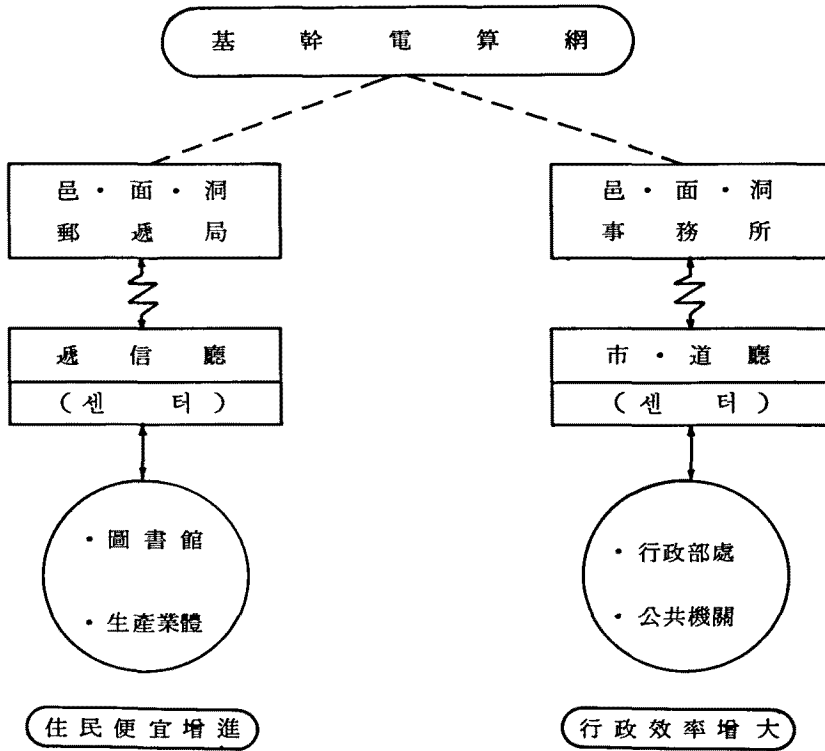 基幹電算網
邑・面・洞
郵遞局
遞信廳
(센터)
・圖書館
・生產業體
住民便宜增進
邑・面・洞
事務所
市・道廳
(센터)
・行政部處
・公共機關
行政效率增大